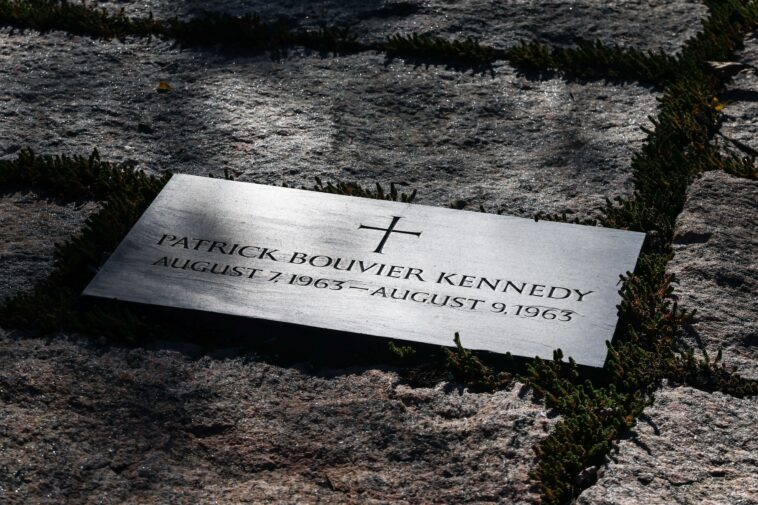 PATRICK BOUVIER KENNEDY
AUGUST 7, 1963—AUGUST 9, 1963